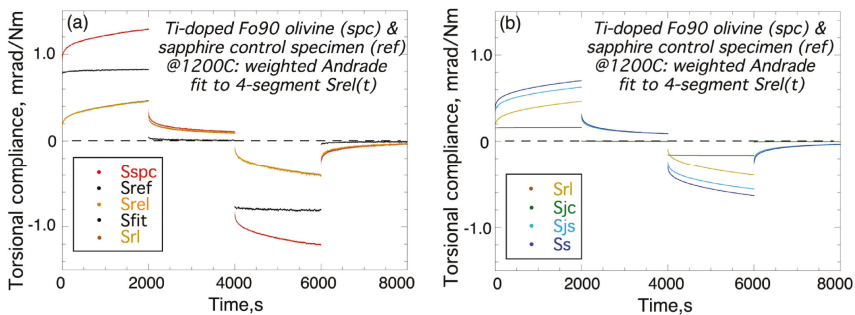 (a)
Ti-doped Fo90 olivine (spc) &
sapphire control specimen (ref)
@1200C: weighted Andrade
fit to 4-segment Srel(t)
Torsional compliance, mrad/Nm
1.0
0
-1.0
Sspc
Sref
Srel
Sfit
Srl
0 2000 4000 6000 8000
Time,s
(b)
Ti-doped Fo90 olivine (spc) &
sapphire control specimen (ref)
@1200C: weighted Andrade
fit to 4-segment Srel(t)
Torsional compliance, mrad/Nm
1.0
0
-1.0
Srl
Sjc
Sjs
Ss
0 2000 4000 6000 8000
Time,s